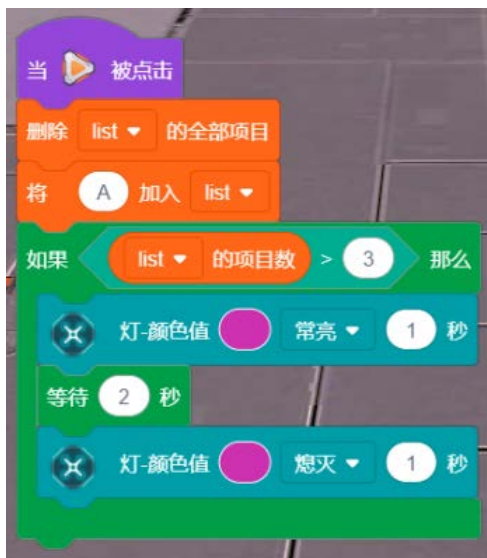 当 被点击
删除 list 的全部项目
将 A 加入 list
如果 list 的项目数 > 3 那么
灯-颜色值 常亮 1 秒
等待 2 秒
灯-颜色值 熄灭 1 秒